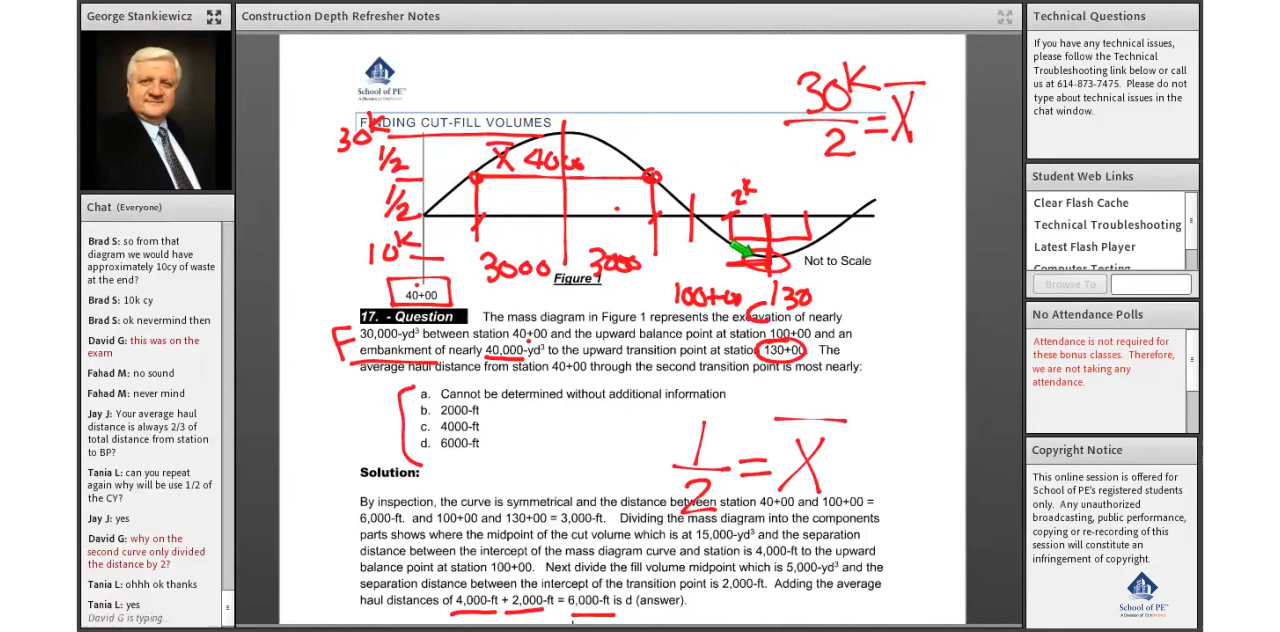 George Stankiewicz
Chat (Everyone)
Brad S: so from that
diagram we would have
approximately 10cy of waste
at the end?
Brad S: 10k cy
Brad S: ok nevermind then
David G: this was on the
exam
Fahad M: no sound
Fahad M: never mind
Jay J: Your average haul
distance is always 2/3 of
total distance from station
to BP?
Tania L: can you repeat
again why will be use 1/2 of
the CY?
Jay J: yes
David G: why on the
second curve only divided
the distance by 2?
Tania L: ohhh ok thanks
Tania L: yes
David G is typing..
Construction Depth Refresher Notes
School of PE™
FINDING CUT-FILL VOLUMES
30K
30K/2 = X
1/2
X 4000
1/2
2K
10K
3000
3000
Not to Scale
Figure 1
40+00
100+00
130
C
17. - Question The mass diagram in Figure 1 represents the excavation of nearly
30,000-yd³ between station 40+00 and the upward balance point at station 100+00 and an
F
embankment of nearly 40,000-yd³ to the upward transition point at station 130+00. The
average haul distance from station 40+00 through the second transition point is most nearly:
a. Cannot be determined without additional information
b. 2000-ft
c. 4000-ft
d. 6000-ft
1/2 = X
Solution:
By inspection, the curve is symmetrical and the distance between station 40+00 and 100+00 =
6,000-ft. and 100+00 and 130+00 = 3,000-ft. Dividing the mass diagram into the components
parts shows where the midpoint of the cut volume which is at 15,000-yd³ and the separation
distance between the intercept of the mass diagram curve and station is 4,000-ft to the upward
balance point at station 100+00. Next divide the fill volume midpoint which is 5,000-yd³ and the
separation distance between the intercept of the transition point is 2,000-ft. Adding the average
haul distances of 4,000-ft + 2,000-ft = 6,000-ft is d (answer).
Technical Questions
If you have any technical issues,
please follow the Technical
Troubleshooting link below or call
us at 614-873-7475. Please do not
type about technical issues in the
chat window.
Student Web Links
Clear Flash Cache
Technical Troubleshooting
Latest Flash Player
Computer Testing
Browse To
No Attendance Polls
Attendance is not required for
these bonus classes. Therefore,
we are not taking any
attendance.
Copyright Notice
This online session is offered for
School of PE's registered students
only. Any unauthorized
broadcasting, public performance,
copying or re-recording of this
session will constitute an
infringement of copyright.
School of PE™